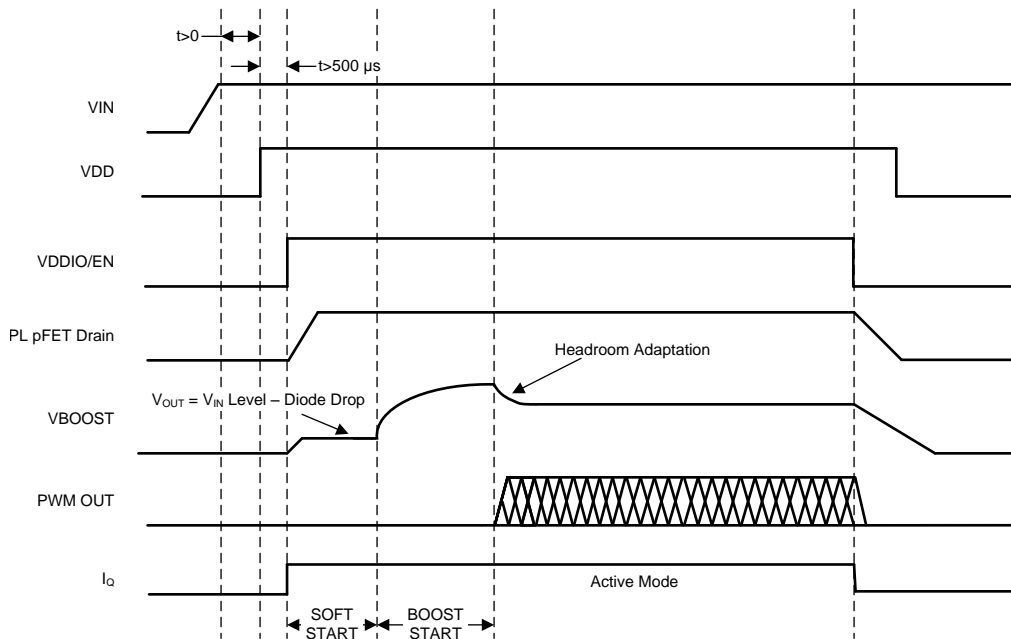 t>0
t>500 µs
VIN
VDD
VDDIO/EN
PL pFET Drain
Headroom Adaptation
VOUT = VIN Level – Diode Drop
VBOOST
PWM OUT
IQ
Active Mode
SOFT
START
BOOST
START